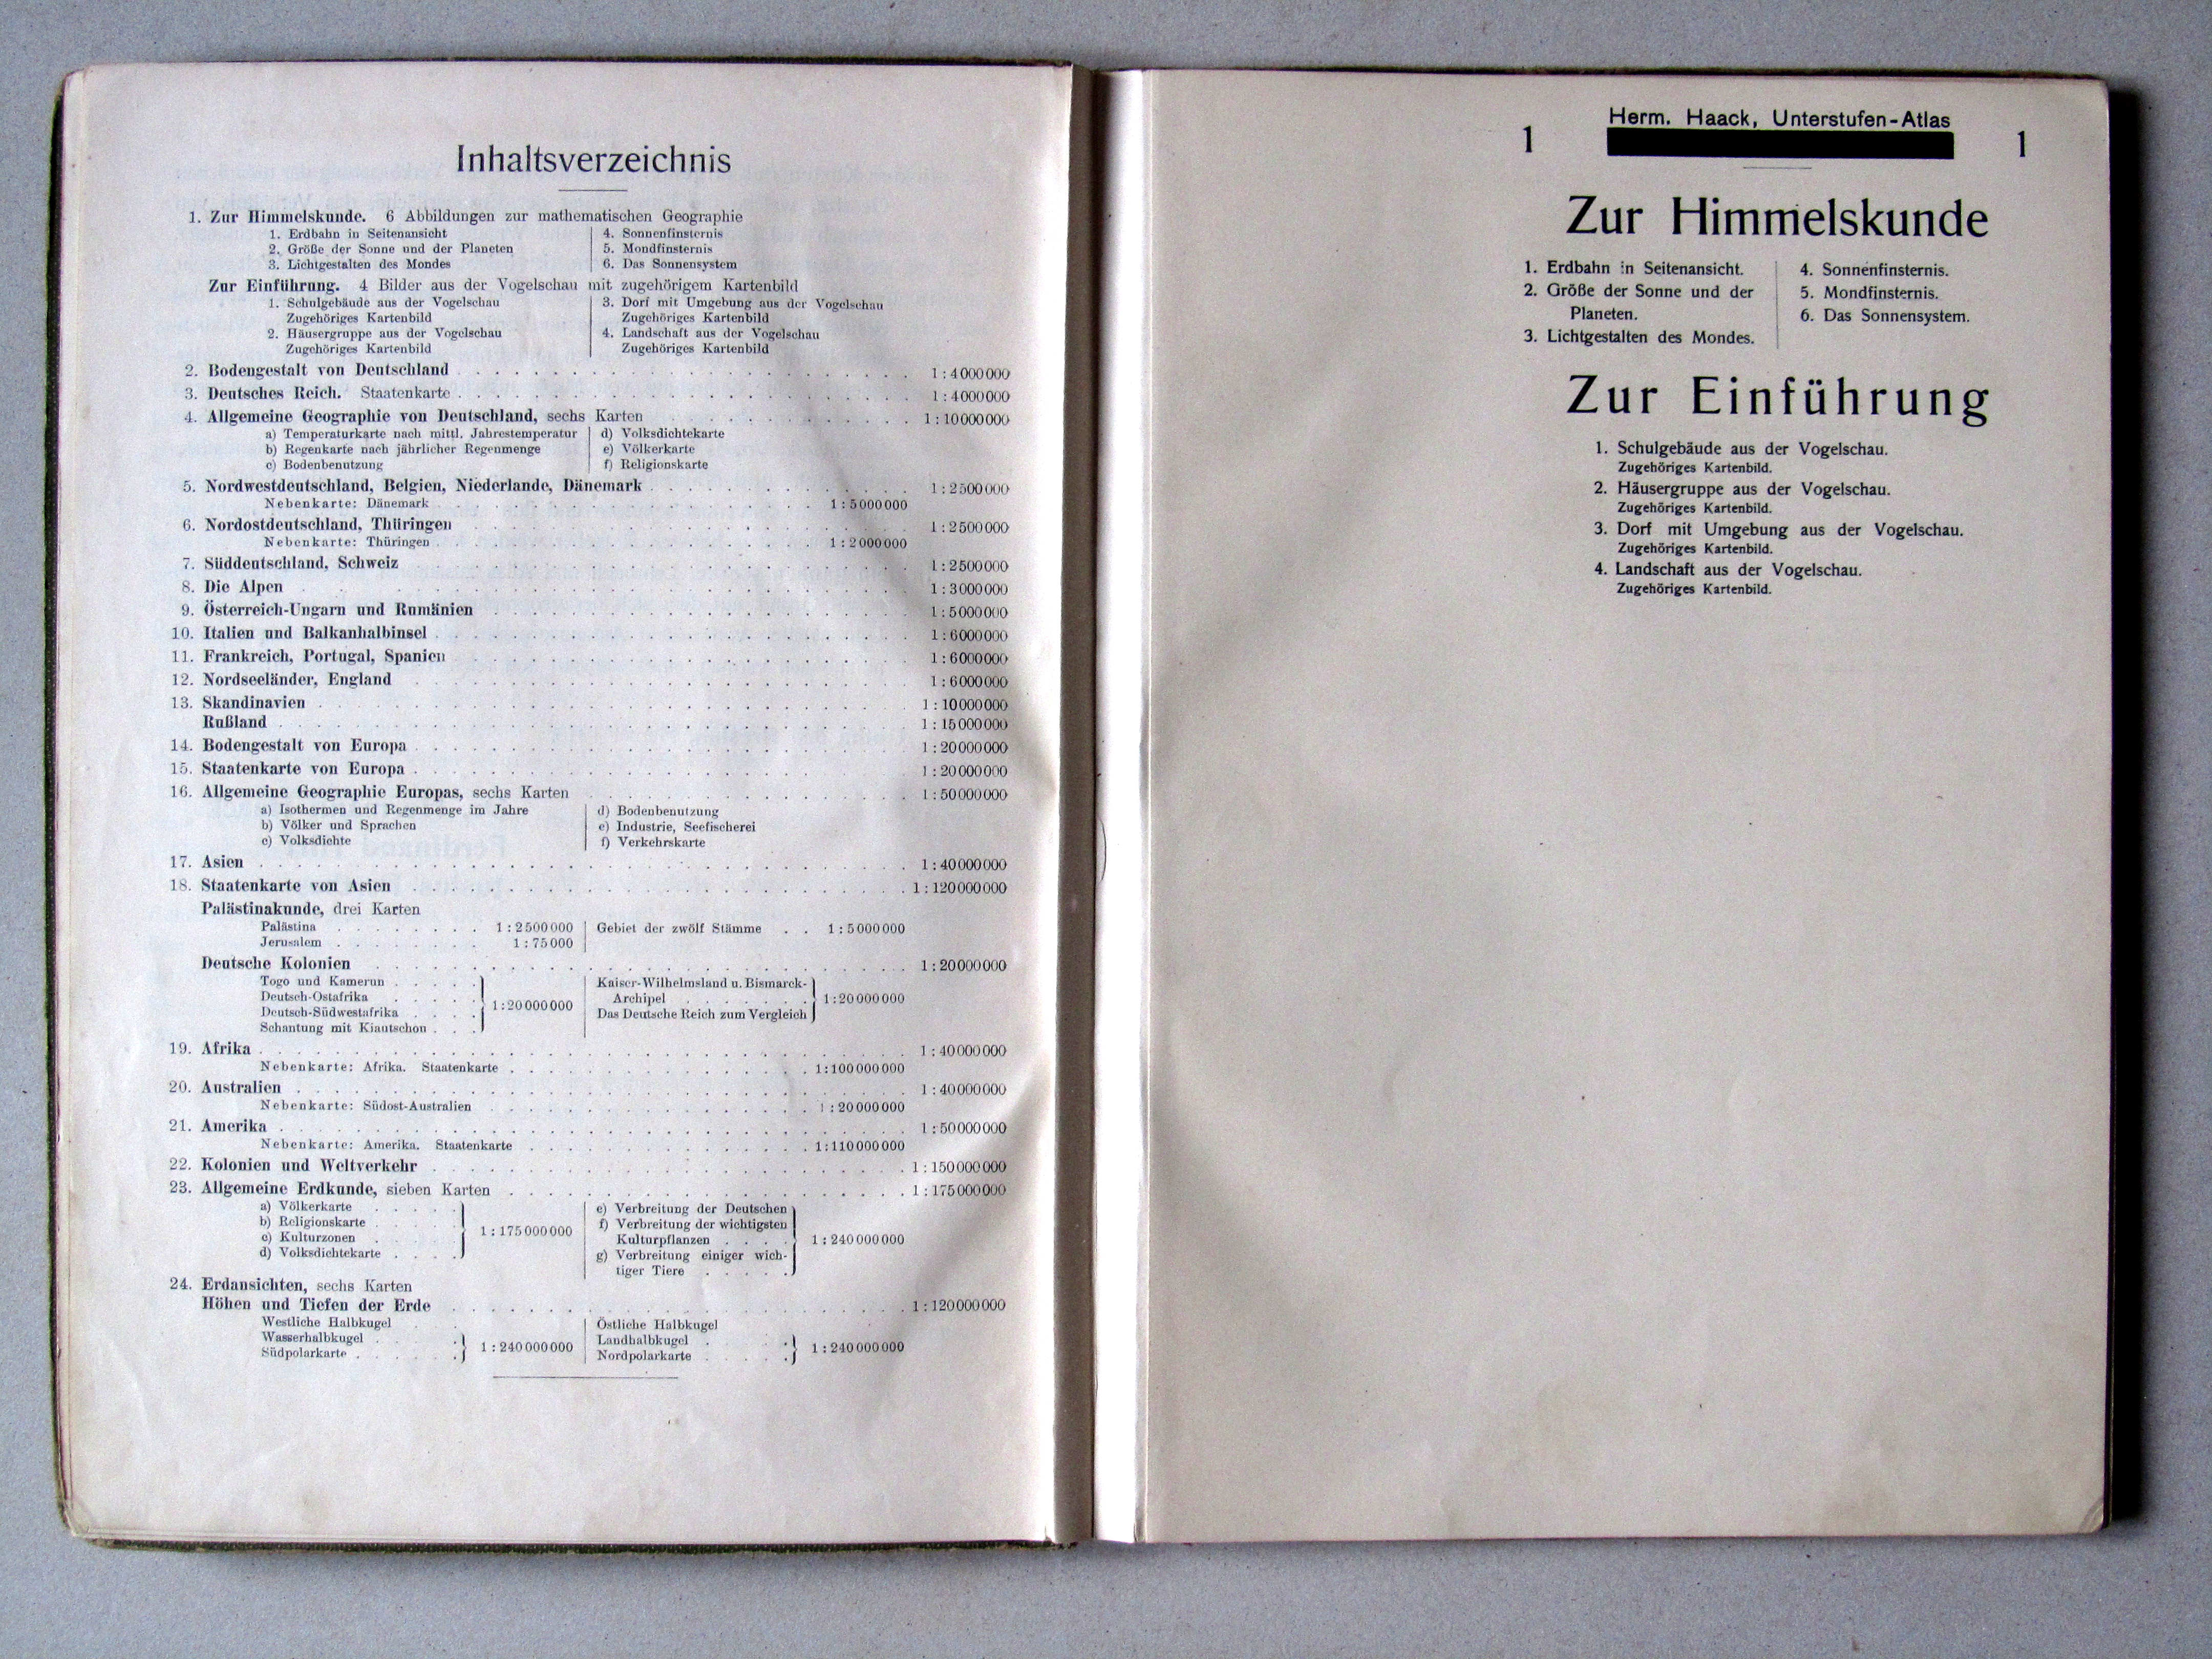 Inhaltsverzeichnis
1. Zur Himmelskunde. 6 Abbildungen zur mathematischen Geographie
1. Erdbahn in Seitenansicht
2. Größe der Sonne und der Planeten
3. Lichtgestalten des Mondes
4. Sonnenfinsternis
5. Mondfinsternis
6. Das Sonnensystem
Zur Einführung. 4 Bilder aus der Vogelschau mit zugehörigem Kartenbild
1. Schulgebäude aus der Vogelschau
Zugehöriges Kartenbild
2. Häusergruppe aus der Vogelschau
Zugehöriges Kartenbild
3. Dorf mit Umgebung aus der Vogelschau
Zugehöriges Kartenbild
4. Landschaft aus der Vogelschau
Zugehöriges Kartenbild
2. Bodengestalt von Deutschland 1:4000000
3. Deutsches Reich. Staatenkarte 1:4000000
4. Allgemeine Geographie von Deutschland, sechs Karten 1:10000000
a) Temperaturkarte nach mittl. Jahrestemperatur
b) Regenkarte nach jährlicher Regenmenge
c) Bodenbenutzung
d) Volksdichtekarte
e) Völkerkarte
f) Religionskarte
5. Nordwestdeutschland, Belgien, Niederlande, Dänemark 1:2500000
Nebenkarte: Dänemark 1:5000000
6. Nordostdeutschland, Thüringen 1:2500000
Nebenkarte: Thüringen 1:2000000
7. Süddeutschland, Schweiz 1:2500000
8. Die Alpen 1:3000000
9. Österreich-Ungarn und Rumänien 1:5000000
10. Italien und Balkanhalbinsel 1:6000000
11. Frankreich, Portugal, Spanien 1:6000000
12. Nordseeländer, England 1:6000000
13. Skandinavien 1:10000000
Rußland 1:15000000
14. Bodengestalt von Europa 1:20000000
15. Staatenkarte von Europa 1:20000000
16. Allgemeine Geographie Europas, sechs Karten 1:50000000
a) Isothermen und Regenmenge im Jahre
b) Völker und Sprachen
c) Volksdichte
d) Bodenbenutzung
e) Industrie, Seefischerei
f) Verkehrskarte
17. Asien 1:40000000
18. Staatenkarte von Asien 1:120000000
Palästinakunde, drei Karten
Palästina 1:2500000
Jerusalem 1:75000
Gebiet der zwölf Stämme 1:5000000
Deutsche Kolonien 1:20000000
Togo und Kamerun
Deutsch-Ostafrika
Deutsch-Südwestafrika
Schantung mit Kiautschou
1:20000000
Kaiser-Wilhelmsland u. Bismarck-
Archipel
Das Deutsche Reich zum Vergleich
1:20000000
19. Afrika 1:40000000
Nebenkarte: Afrika. Staatenkarte 1:100000000
20. Australien 1:40000000
Nebenkarte: Südost-Australien 1:20000000
21. Amerika 1:50000000
Nebenkarte: Amerika. Staatenkarte 1:110000000
22. Kolonien und Weltverkehr 1:150000000
23. Allgemeine Erdkunde, sieben Karten 1:175000000
a) Völkerkarte
b) Religionskarte
c) Kulturzonen
d) Volksdichtekarte
1:175000000
e) Verbreitung der Deutschen
f) Verbreitung der wichtigsten
Kulturpflanzen
g) Verbreitung einiger wich-
tiger Tiere
1:240000000
24. Erdansichten, sechs Karten
Höhen und Tiefen der Erde 1:120000000
Westliche Halbkugel
Wasserhalbkugel
Südpolarkarte
1:240000000
Östliche Halbkugel
Landhalbkugel
Nordpolarkarte
1:240000000
Herm. Haack, Unterstufen-Atlas
1 1
Zur Himmelskunde
1. Erdbahn in Seitenansicht.
2. Größe der Sonne und der
Planeten.
3. Lichtgestalten des Mondes.
4. Sonnenfinsternis.
5. Mondfinsternis.
6. Das Sonnensystem.
Zur Einführung
1. Schulgebäude aus der Vogelschau.
Zugehöriges Kartenbild.
2. Häusergruppe aus der Vogelschau.
Zugehöriges Kartenbild.
3. Dorf mit Umgebung aus der Vogelschau.
Zugehöriges Kartenbild.
4. Landschaft aus der Vogelschau.
Zugehöriges Kartenbild.